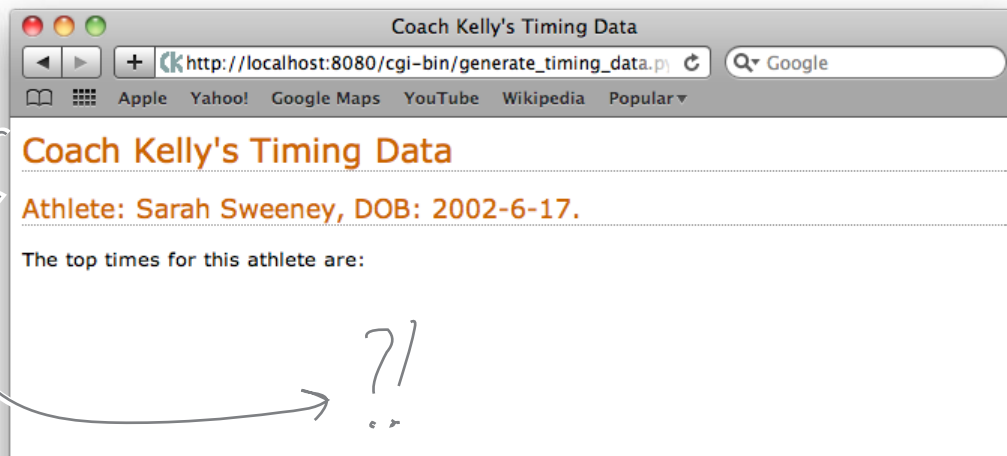 Coach Kelly's Timing Data
http://localhost:8080/cgi-bin/generate_timing_data.py
Google
Apple Yahoo! Google Maps YouTube Wikipedia Popular
Coach Kelly's Timing Data
Athlete: Sarah Sweeney, DOB: 2002-6-17.
The top times for this athlete are:
?!